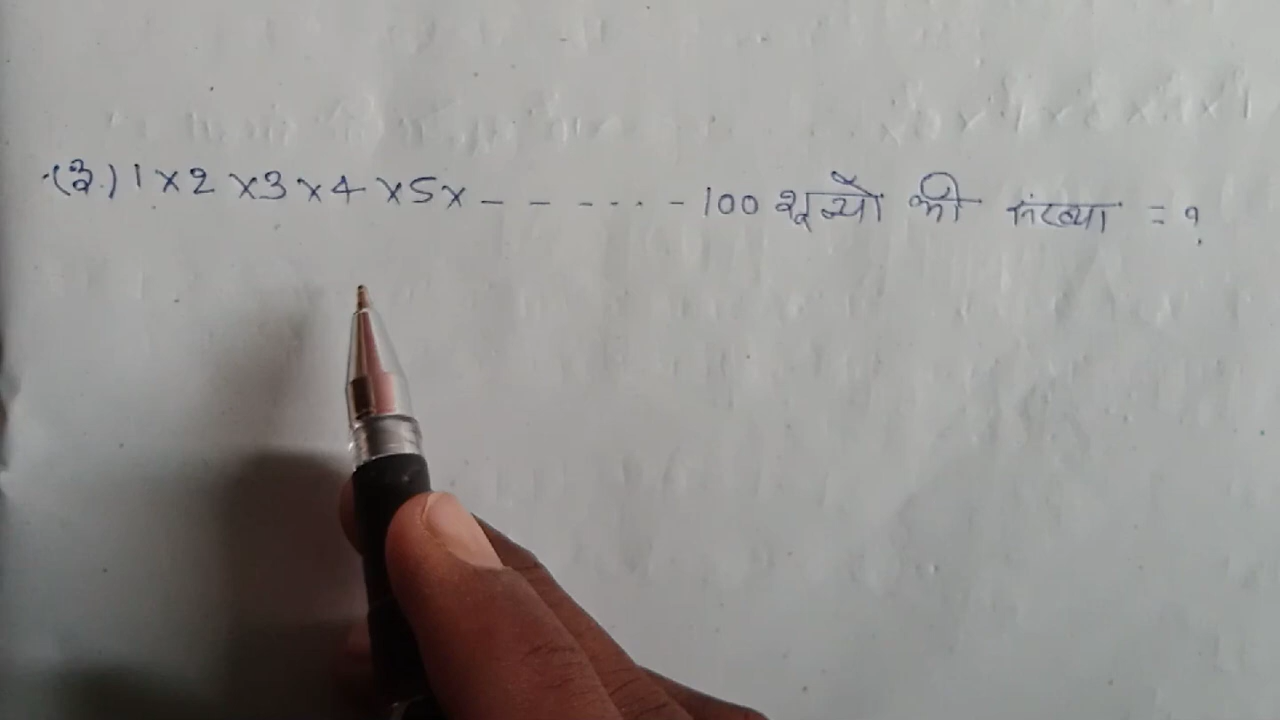 (3.) 1 × 2 × 3 × 4 × 5 × - - - - · · - 100 शून्यों की संख्या = ?